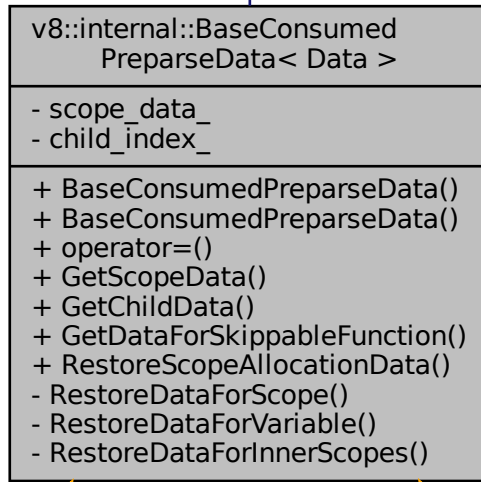 v8::internal::BaseConsumed
PreparseData< Data >
- scope_data_
- child_index_
+ BaseConsumedPreparseData()
+ BaseConsumedPreparseData()
+ operator=()
+ GetScopeData()
+ GetChildData()
+ GetDataForSkippableFunction()
+ RestoreScopeAllocationData()
- RestoreDataForScope()
- RestoreDataForVariable()
- RestoreDataForInnerScopes()